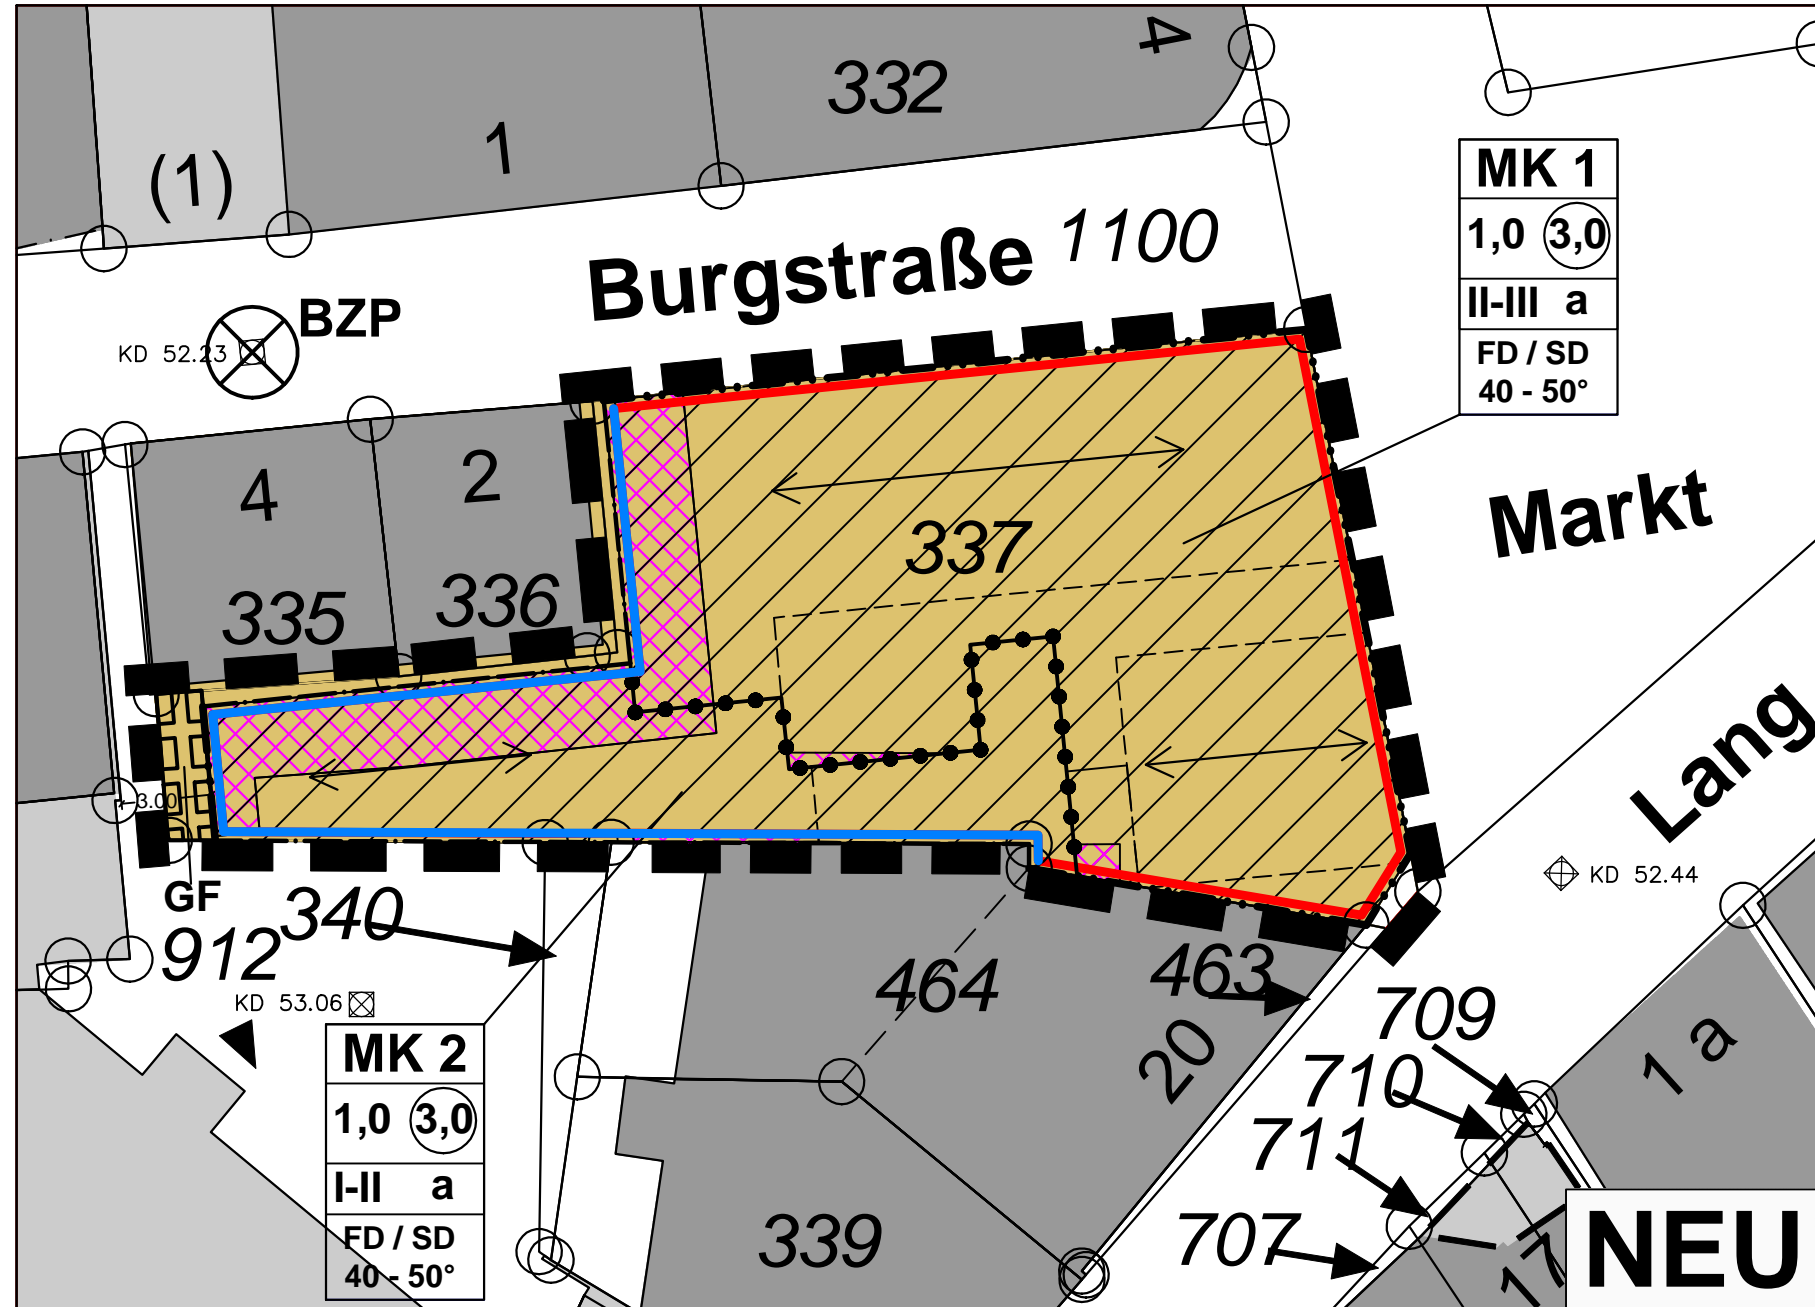 4
332
1
(1)
MK 1
1,0 3,0
II-III a
FD / SD
40 - 50°
1100
Burgstraße
BZP
KD 52.23
Markt
4
2
337
335
336
Lang
3.00
GF
912
340
KD 53.06
KD 52.44
464
463
709
20
1 a
710
711
MK 2
1,0 3,0
I-II a
FD / SD
40 - 50°
339
707
17
NEU